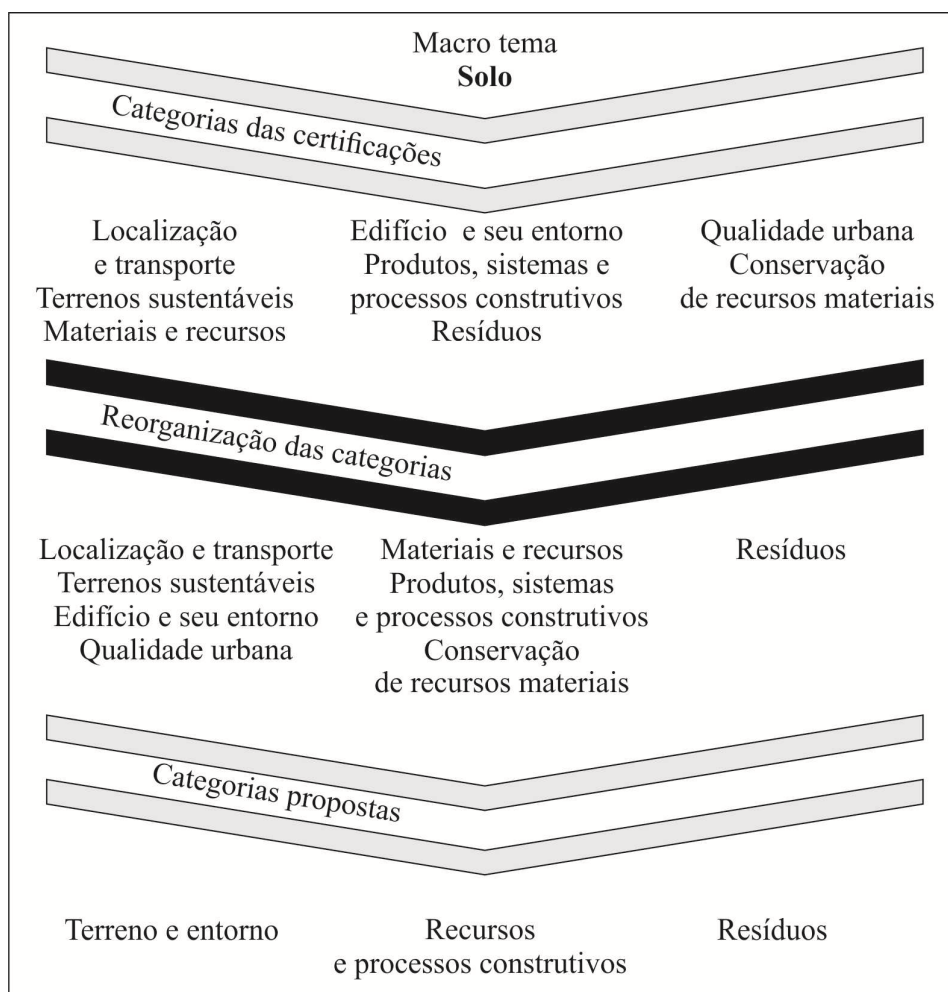 Macro tema
Solo
Categorias das certificações
Localização
e transporte
Terrenos sustentáveis
Materiais e recursos
Edifício e seu entorno
Produtos, sistemas e
processos construtivos
Resíduos
Qualidade urbana
Conservação
de recursos materiais
Reorganização das categorias
Localização e transporte
Terrenos sustentáveis
Edifício e seu entorno
Qualidade urbana
Materiais e recursos
Produtos, sistemas
e processos construtivos
Conservação
de recursos materiais
Resíduos
Categorias propostas
Terreno e entorno
Recursos
e processos construtivos
Resíduos